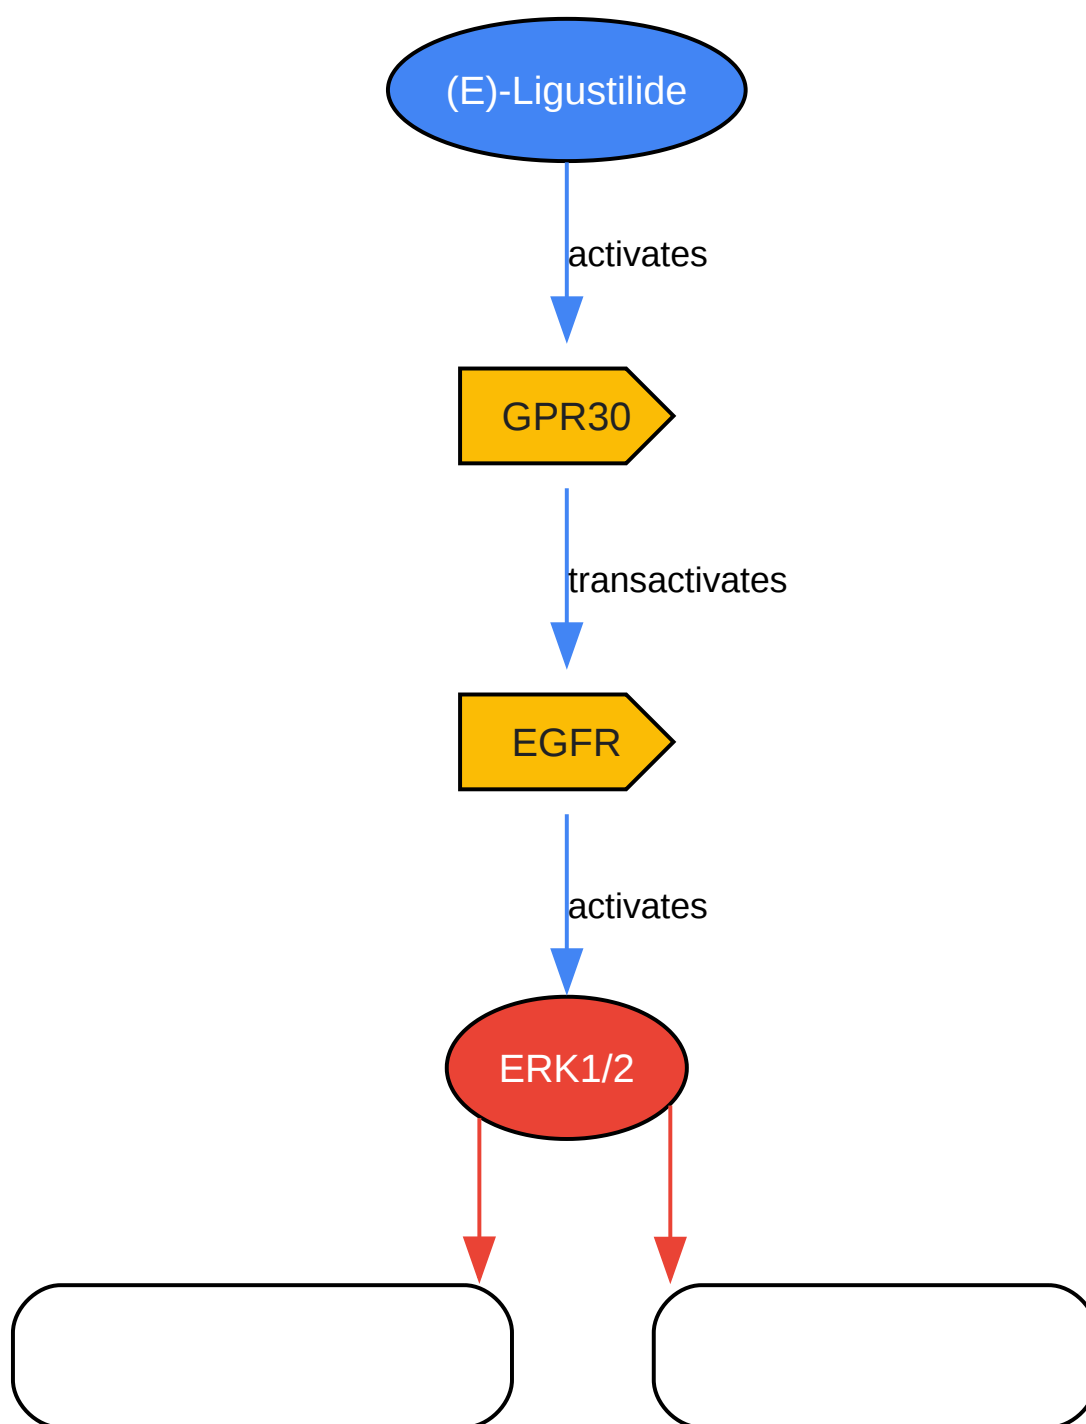 (E)-Ligustilide
activates
GPR30
transactivates
EGFR
activates
ERK1/2